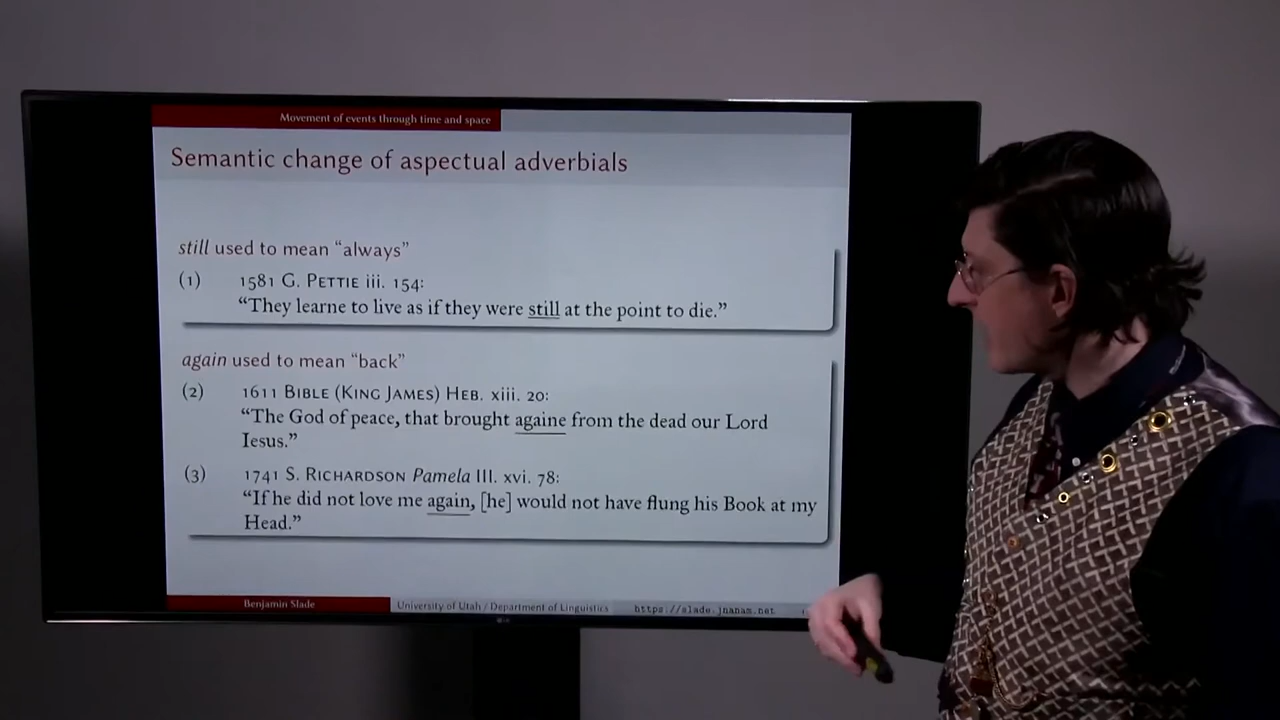 Movement of events through time and space
Semantic change of aspectual adverbials
still used to mean “always”
(1) 1581 G. Pettie iii. 154:
“They learne to live as if they were still at the point to die.”
again used to mean “back”
(2) 1611 Bible (King James) Heb. xiii. 20:
“The God of peace, that brought againe from the dead our Lord
Iesus.”
(3) 1741 S. Richardson Pamela III. xvi. 78:
“If he did not love me again, [he] would not have flung his Book at my
Head.”
Benjamin Slade University of Utah / Department of Linguistics https://slade.jnanam.net